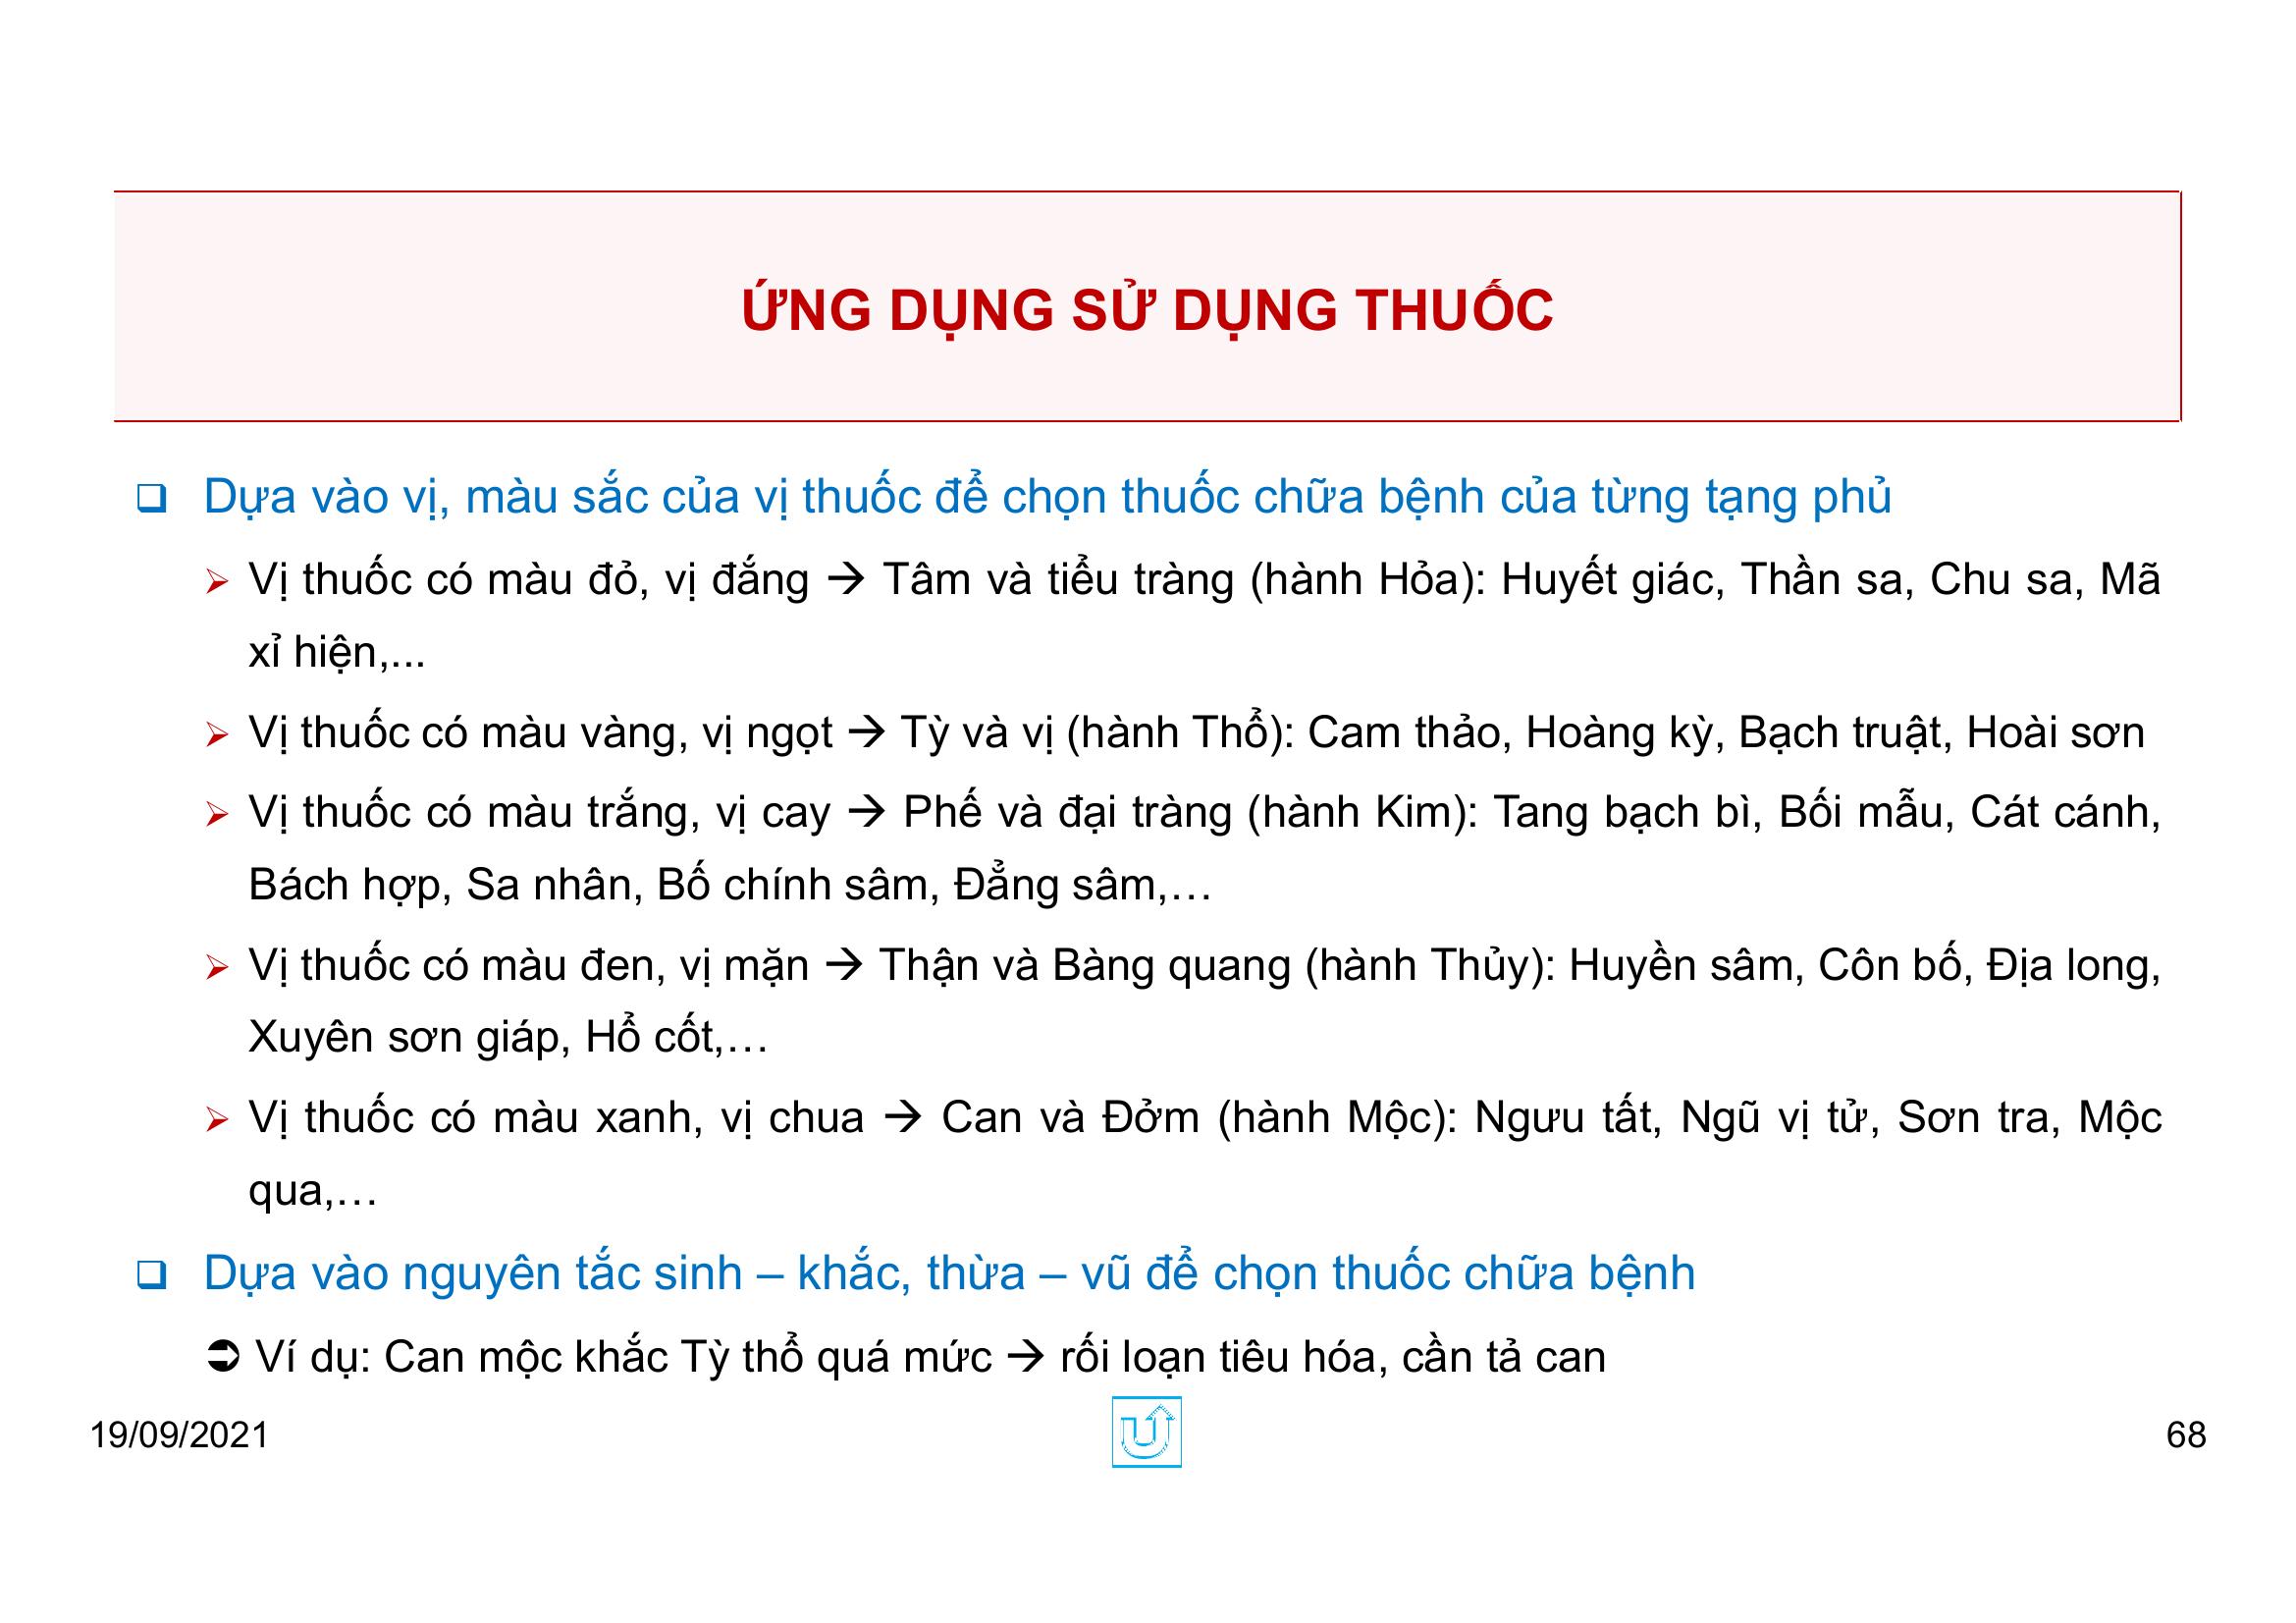 ỨNG DỤNG SỬ DỤNG THUỐC
❑ Dựa vào vị, màu sắc của vị thuốc để chọn thuốc chữa bệnh của từng tạng phủ
➢ Vị thuốc có màu đỏ, vị đắng → Tâm và tiểu tràng (hành Hỏa): Huyết giác, Thần sa, Chu sa, Mã
xỉ hiện,...
➢ Vị thuốc có màu vàng, vị ngọt → Tỳ và vị (hành Thổ): Cam thảo, Hoàng kỳ, Bạch truật, Hoài sơn
➢ Vị thuốc có màu trắng, vị cay → Phế và đại tràng (hành Kim): Tang bạch bì, Bối mẫu, Cát cánh,
Bách hợp, Sa nhân, Bố chính sâm, Đẳng sâm,…
➢ Vị thuốc có màu đen, vị mặn → Thận và Bàng quang (hành Thủy): Huyền sâm, Côn bố, Địa long,
Xuyên sơn giáp, Hổ cốt,…
➢ Vị thuốc có màu xanh, vị chua → Can và Đởm (hành Mộc): Ngưu tất, Ngũ vị tử, Sơn tra, Mộc
qua,…
❑ Dựa vào nguyên tắc sinh – khắc, thừa – vũ để chọn thuốc chữa bệnh
➲ Ví dụ: Can mộc khắc Tỳ thổ quá mức → rối loạn tiêu hóa, cần tả can
19/09/2021
68